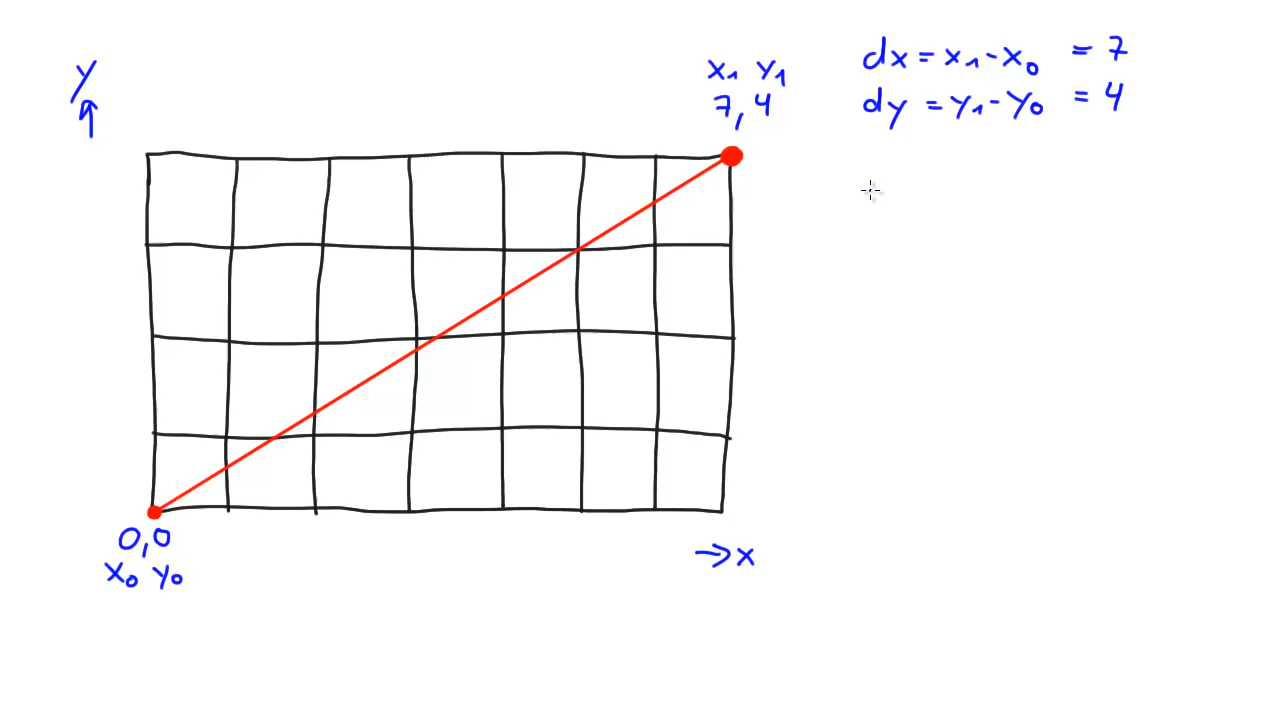 y
x₁ y₁
7,4
dx = x₁-x₀ = 7
dy = y₁-y₀ = 4
0,0
x₀ y₀
→x